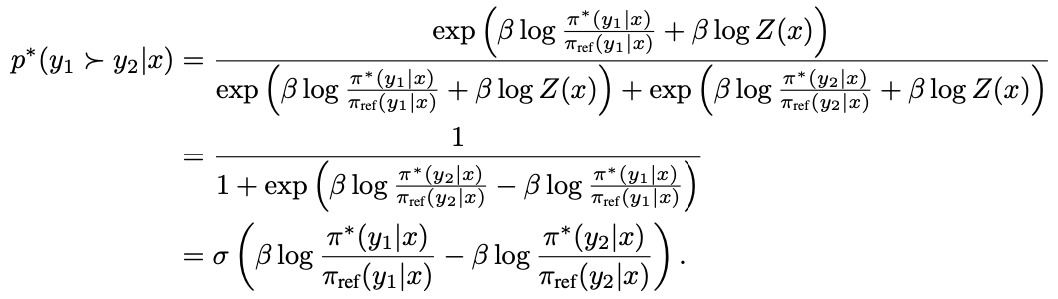 $$p^*(y_1 \succ y_2|x) = \frac{\exp\left(\beta \log \frac{\pi^*(y_1|x)}{\pi_{\text{ref}}(y_1|x)} + \beta \log Z(x)\right)}{\exp\left(\beta \log \frac{\pi^*(y_1|x)}{\pi_{\text{ref}}(y_1|x)} + \beta \log Z(x)\right) + \exp\left(\beta \log \frac{\pi^*(y_2|x)}{\pi_{\text{ref}}(y_2|x)} + \beta \log Z(x)\right)}$$
$$= \frac{1}{1 + \exp\left(\beta \log \frac{\pi^*(y_2|x)}{\pi_{\text{ref}}(y_2|x)} - \beta \log \frac{\pi^*(y_1|x)}{\pi_{\text{ref}}(y_1|x)}\right)}$$
$$= \sigma\left(\beta \log \frac{\pi^*(y_1|x)}{\pi_{\text{ref}}(y_1|x)} - \beta \log \frac{\pi^*(y_2|x)}{\pi_{\text{ref}}(y_2|x)}\right).$$